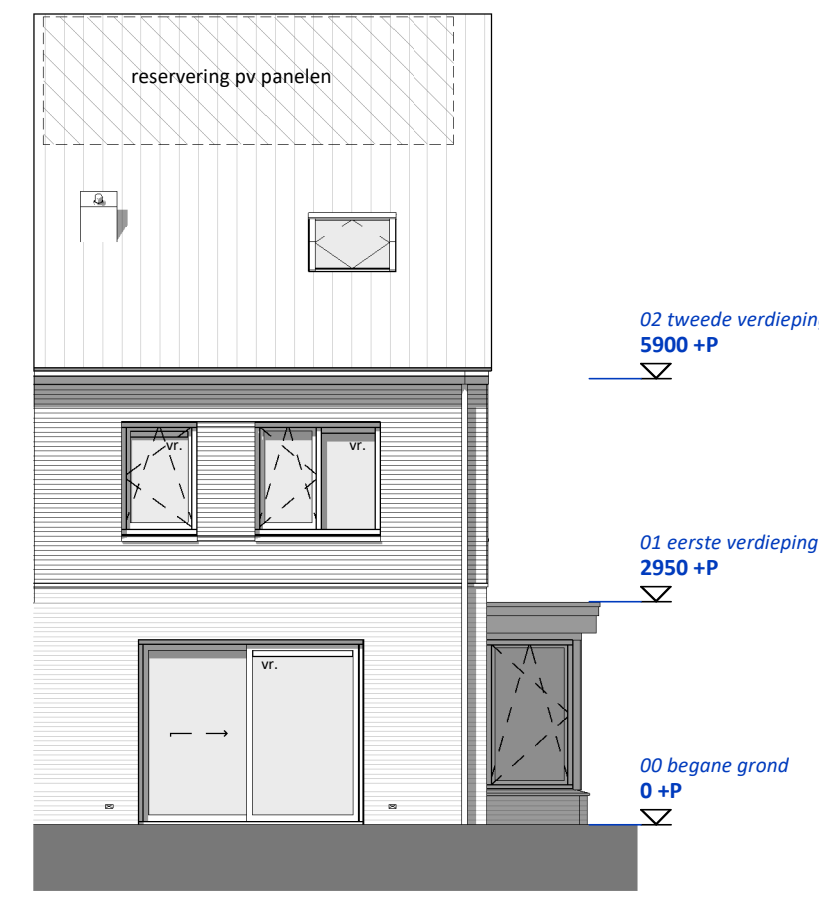 reservering pv panelen
02 tweede verdieping
5900 +P
vr.
vr.
01 eerste verdieping
2950 +P
vr.
00 begane grond
0 +P